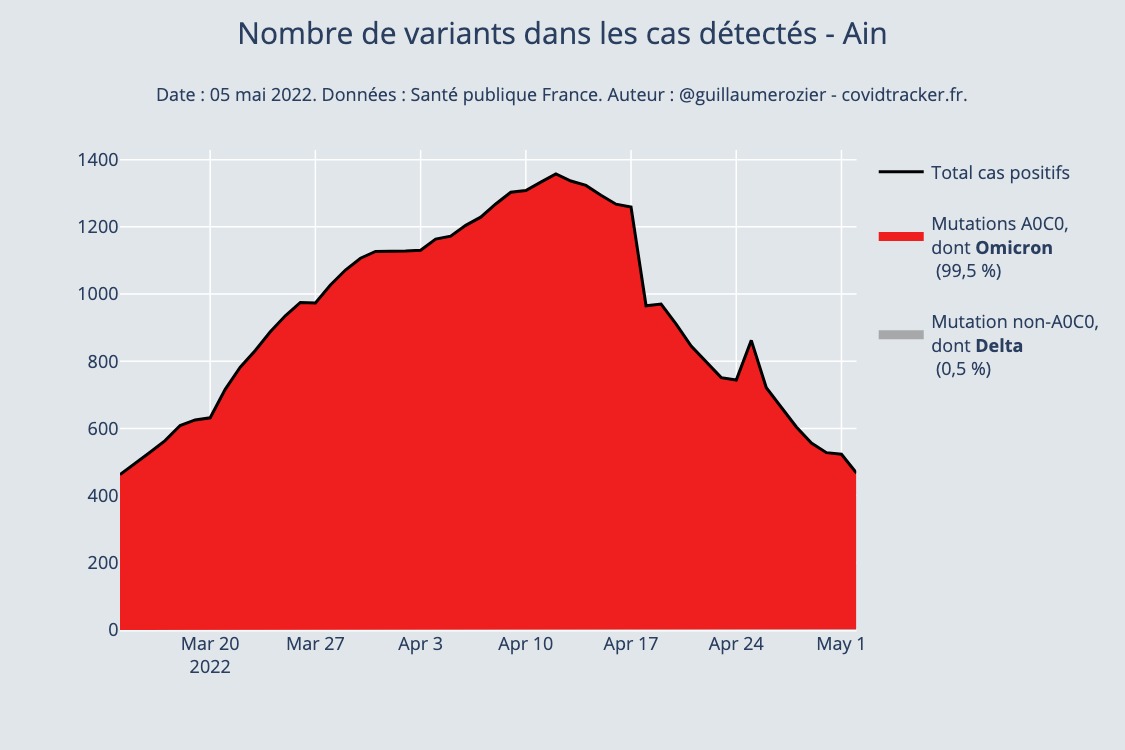 Nombre de variants dans les cas détectés - Ain
Date : 05 mai 2022. Données : Santé publique France. Auteur : @guillaumerozier - covidtracker.fr.
1400
1200
1000
800
600
400
200
0
Mar 20
2022
Mar 27
Apr 3
Apr 10
Apr 17
Apr 24
May 1
Total cas positifs
Mutations A0C0,
dont Omicron
(99,5 %)
Mutation non-A0C0,
dont Delta
(0,5 %)